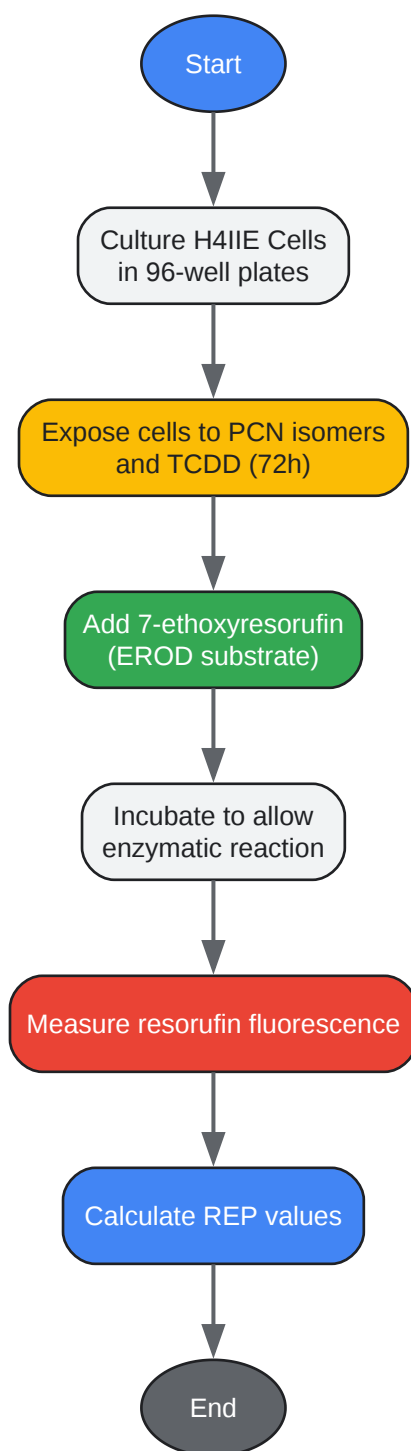 Start
Culture H4IIE Cells
in 96-well plates
Expose cells to PCN isomers
and TCDD (72h)
Add 7-ethoxyresorufin
(EROD substrate)
Incubate to allow
enzymatic reaction
Measure resorufin fluorescence
Calculate REP values
End